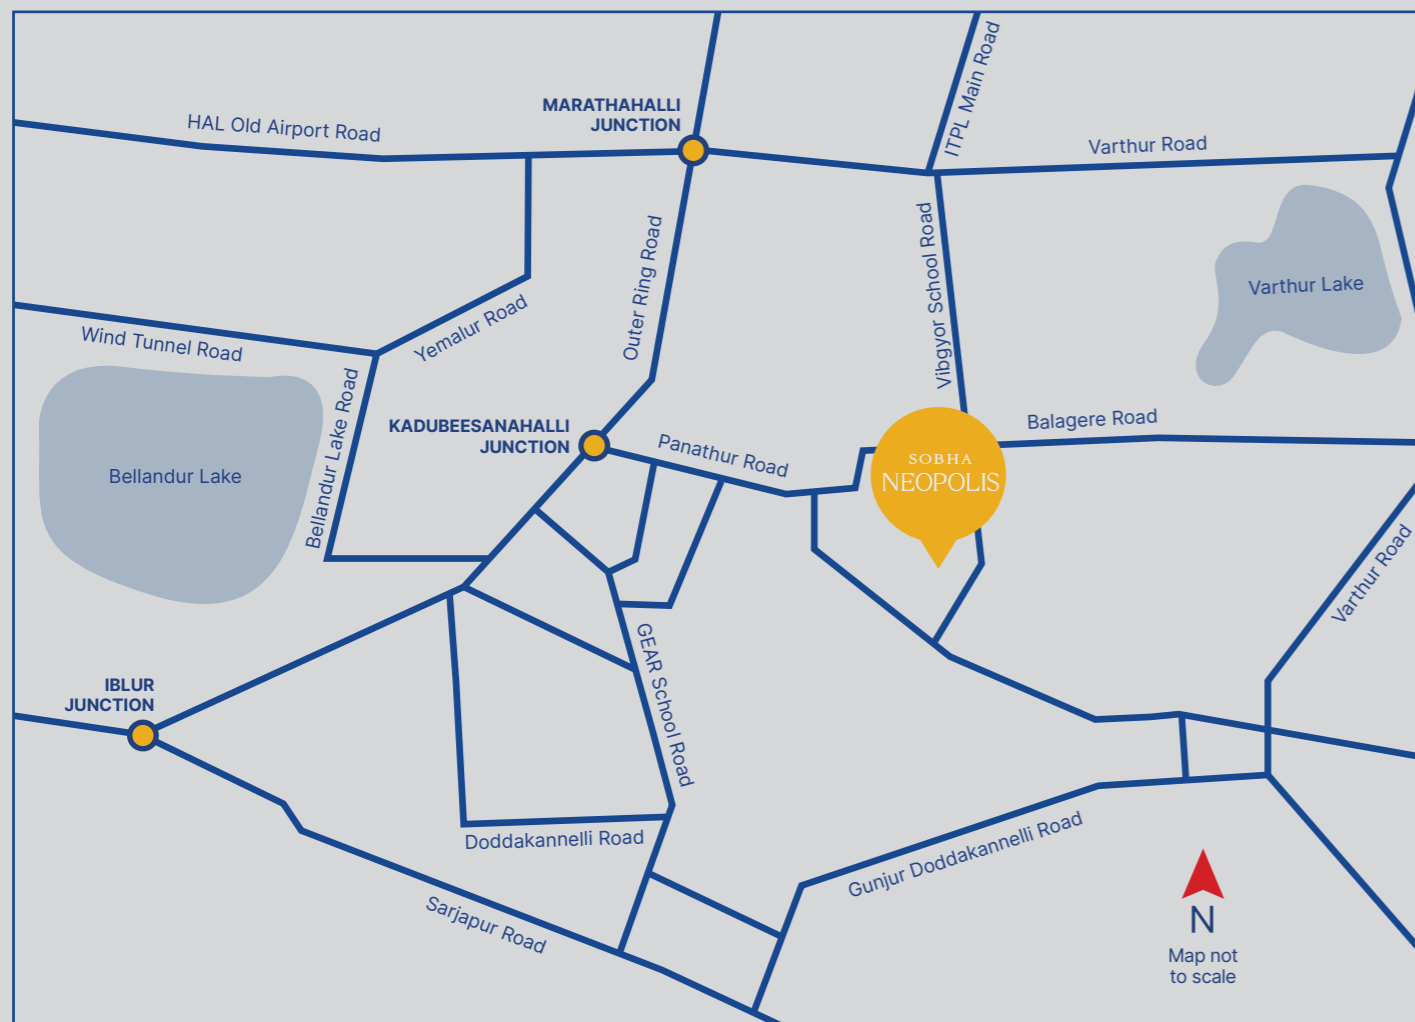 ITPL Main Road
MARATHAHALLI
JUNCTION
HAL Old Airport Road
Varthur Road
Outer Ring Road
Vibgyor School Road
Varthur Lake
Wind Tunnel Road
Yemalur Road
Bellandur Lake Road
KADUBEESANAHALLI
JUNCTION
Panathur Road
Balagere Road
SOBHA
NEOPOLIS
Bellandur Lake
Varthur Road
GEAR School Road
IBLUR
JUNCTION
Doddakannelli Road
Gunjur Doddakannelli Road
Sarjapur Road
N
Map not
to scale